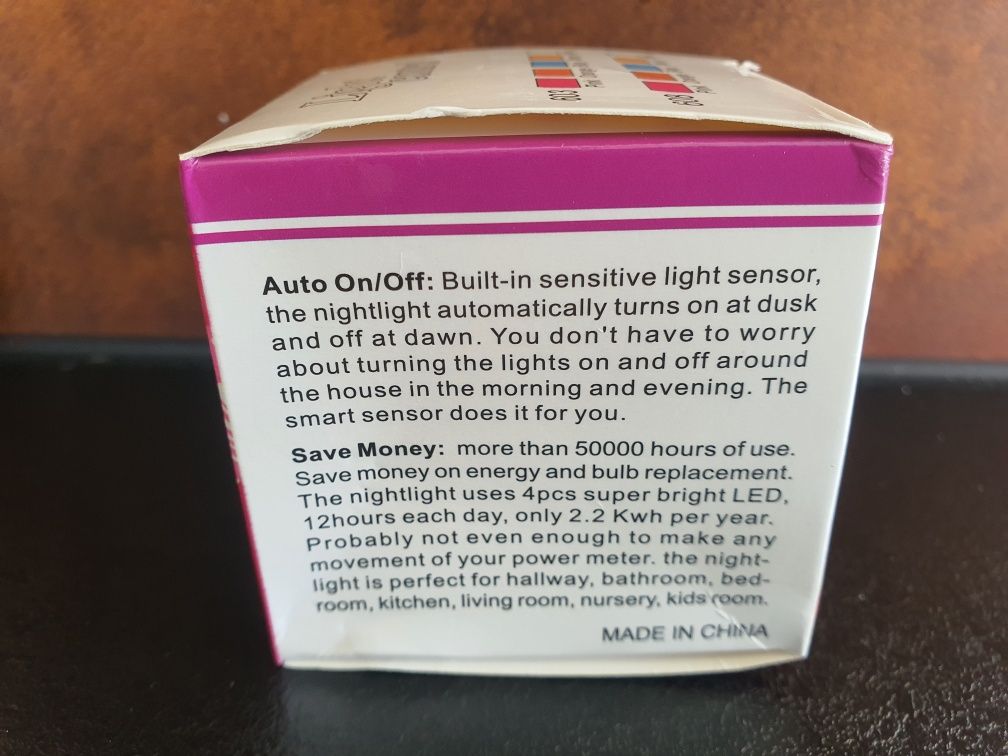 603
608
Auto On/Off: Built-in sensitive light sensor,
the nightlight automatically turns on at dusk
and off at dawn. You don't have to worry
about turning the lights on and off around
the house in the morning and evening. The
smart sensor does it for you.
Save Money: more than 50000 hours of use.
Save money on energy and bulb replacement.
The nightlight uses 4pcs super bright LED,
12hours each day, only 2.2 Kwh per year.
Probably not even enough to make any
movement of your power meter. the night-
light is perfect for hallway, bathroom, bed-
room, kitchen, living room, nursery, kids room.
MADE IN CHINA